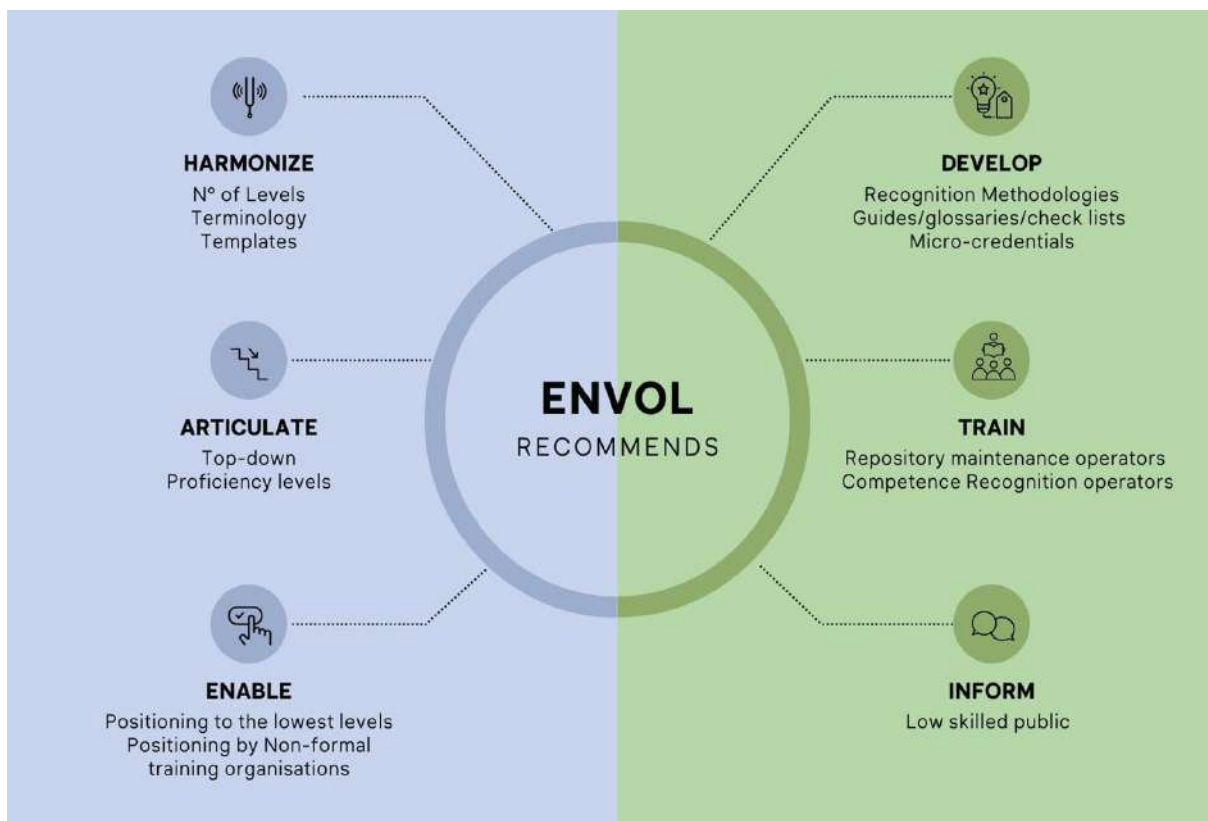 HARMONIZE
N° of Levels
Terminology
Templates
ARTICULATE
Top-down
Proficiency levels
ENABLE
Positioning to the lowest levels
Positioning by Non-formal
training organisations
ENVOL
RECOMMENDS
DEVELOP
Recognition Methodologies
Guides/glossaries/check lists
Micro-credentials
TRAIN
Repository maintenance operators
Competence Recognition operators
INFORM
Low skilled public